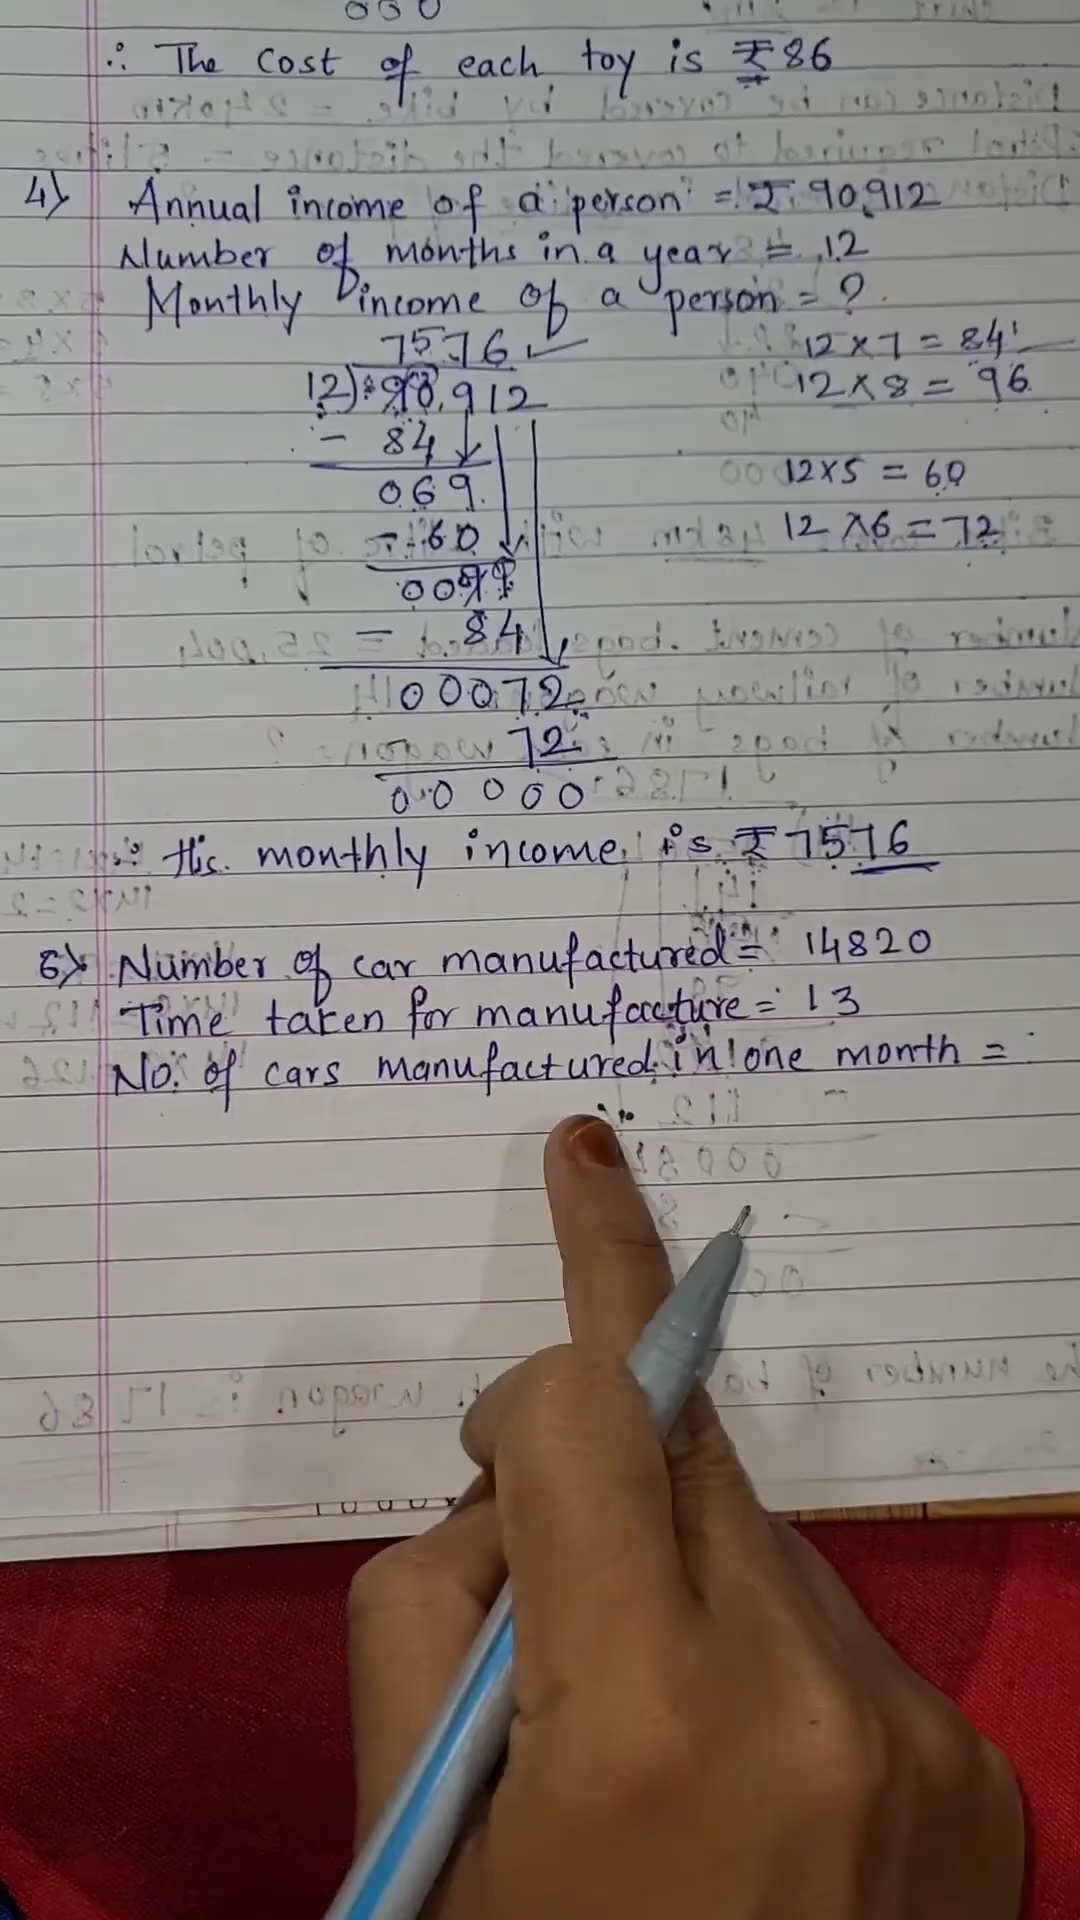 ∴ The cost of each toy is ₹ 86
4) Annual income of a person = ₹ 90,912
Number of months in a year = 12
Monthly income of a person = ?
7576 ✓
12) 90,912
- 84
069
- 60
0091
- 84
00072
72
00000
12 × 7 = 84
12 × 8 = 96
12 × 5 = 60
12 × 6 = 72
∴ His monthly income is ₹ 7576
6) Number of car manufactured = 14820
Time taken for manufacture = 13
No. of cars manufactured in one month =